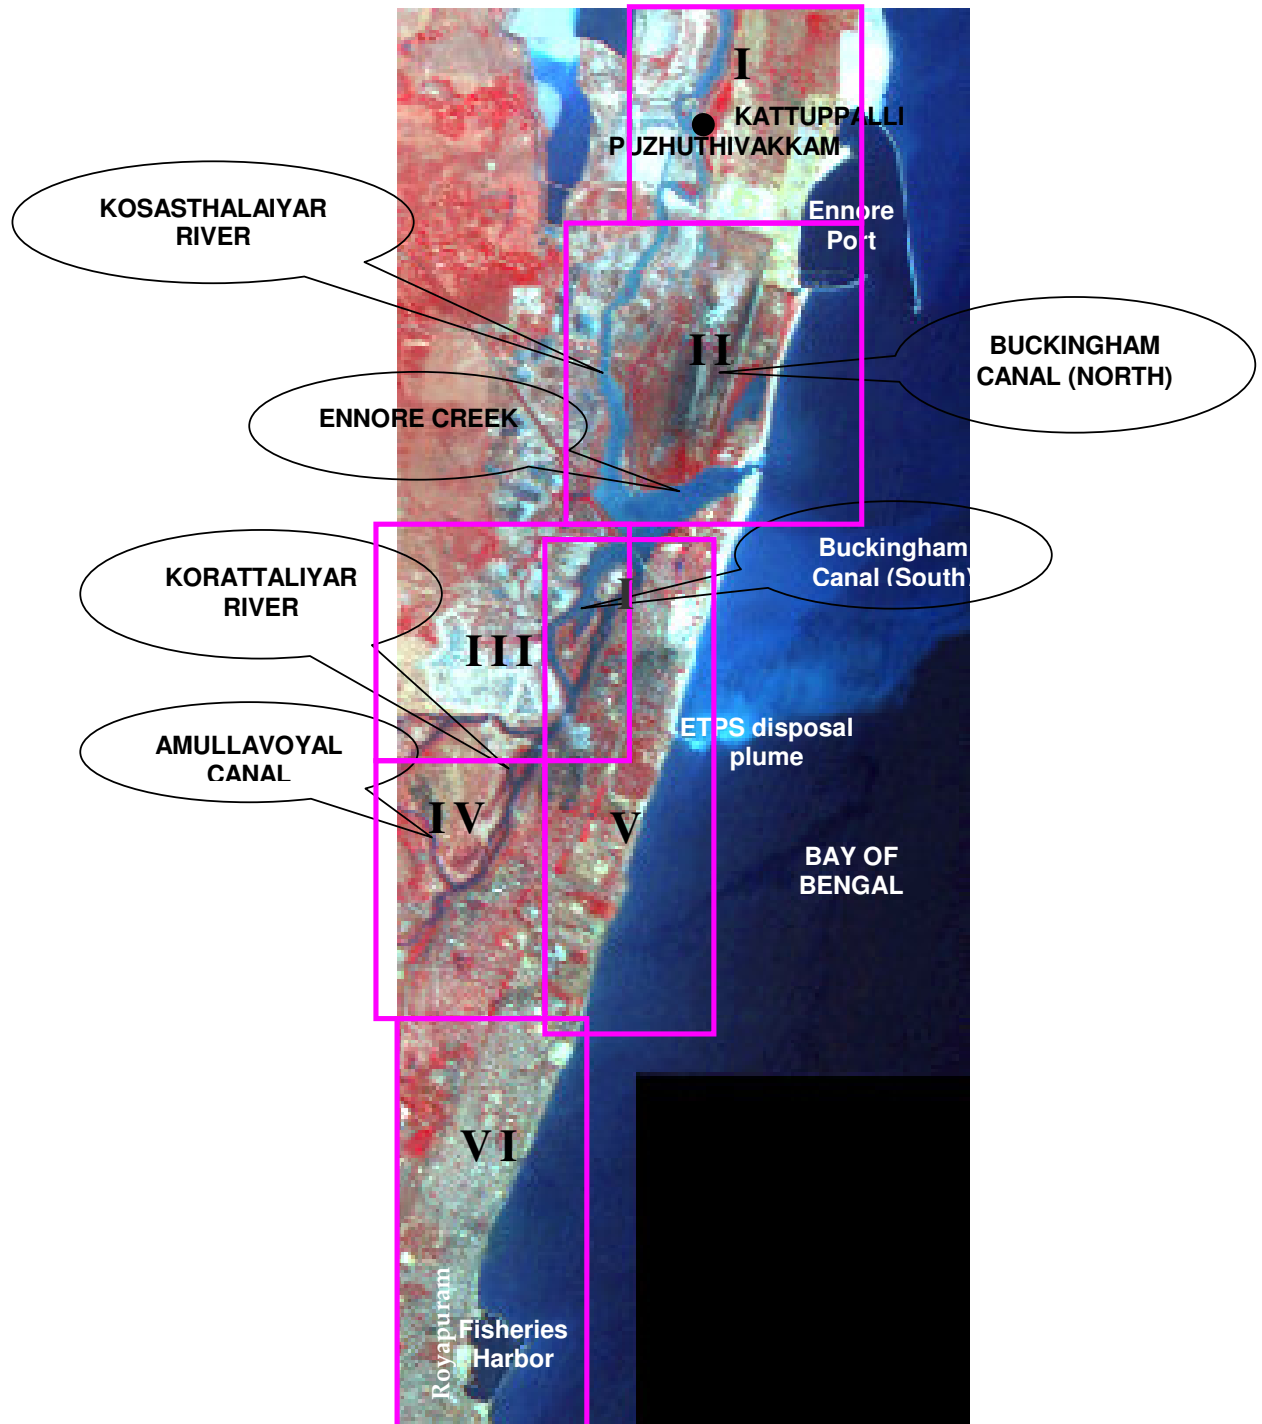 I
KATTUPPALLI
PUZHUTHIVAKKAM
KOSASTHALAIYAR
RIVER
Ennore
Port
II
BUCKINGHAM
CANAL (NORTH)
ENNORE CREEK
Buckingham
Canal (South)
KORATTALIYAR
RIVER
I
III
ETPS disposal
plume
AMULLAVOYAL
CANAL
IV
V
BAY OF
BENGAL
VI
Royapuram
Fisheries
Harbor